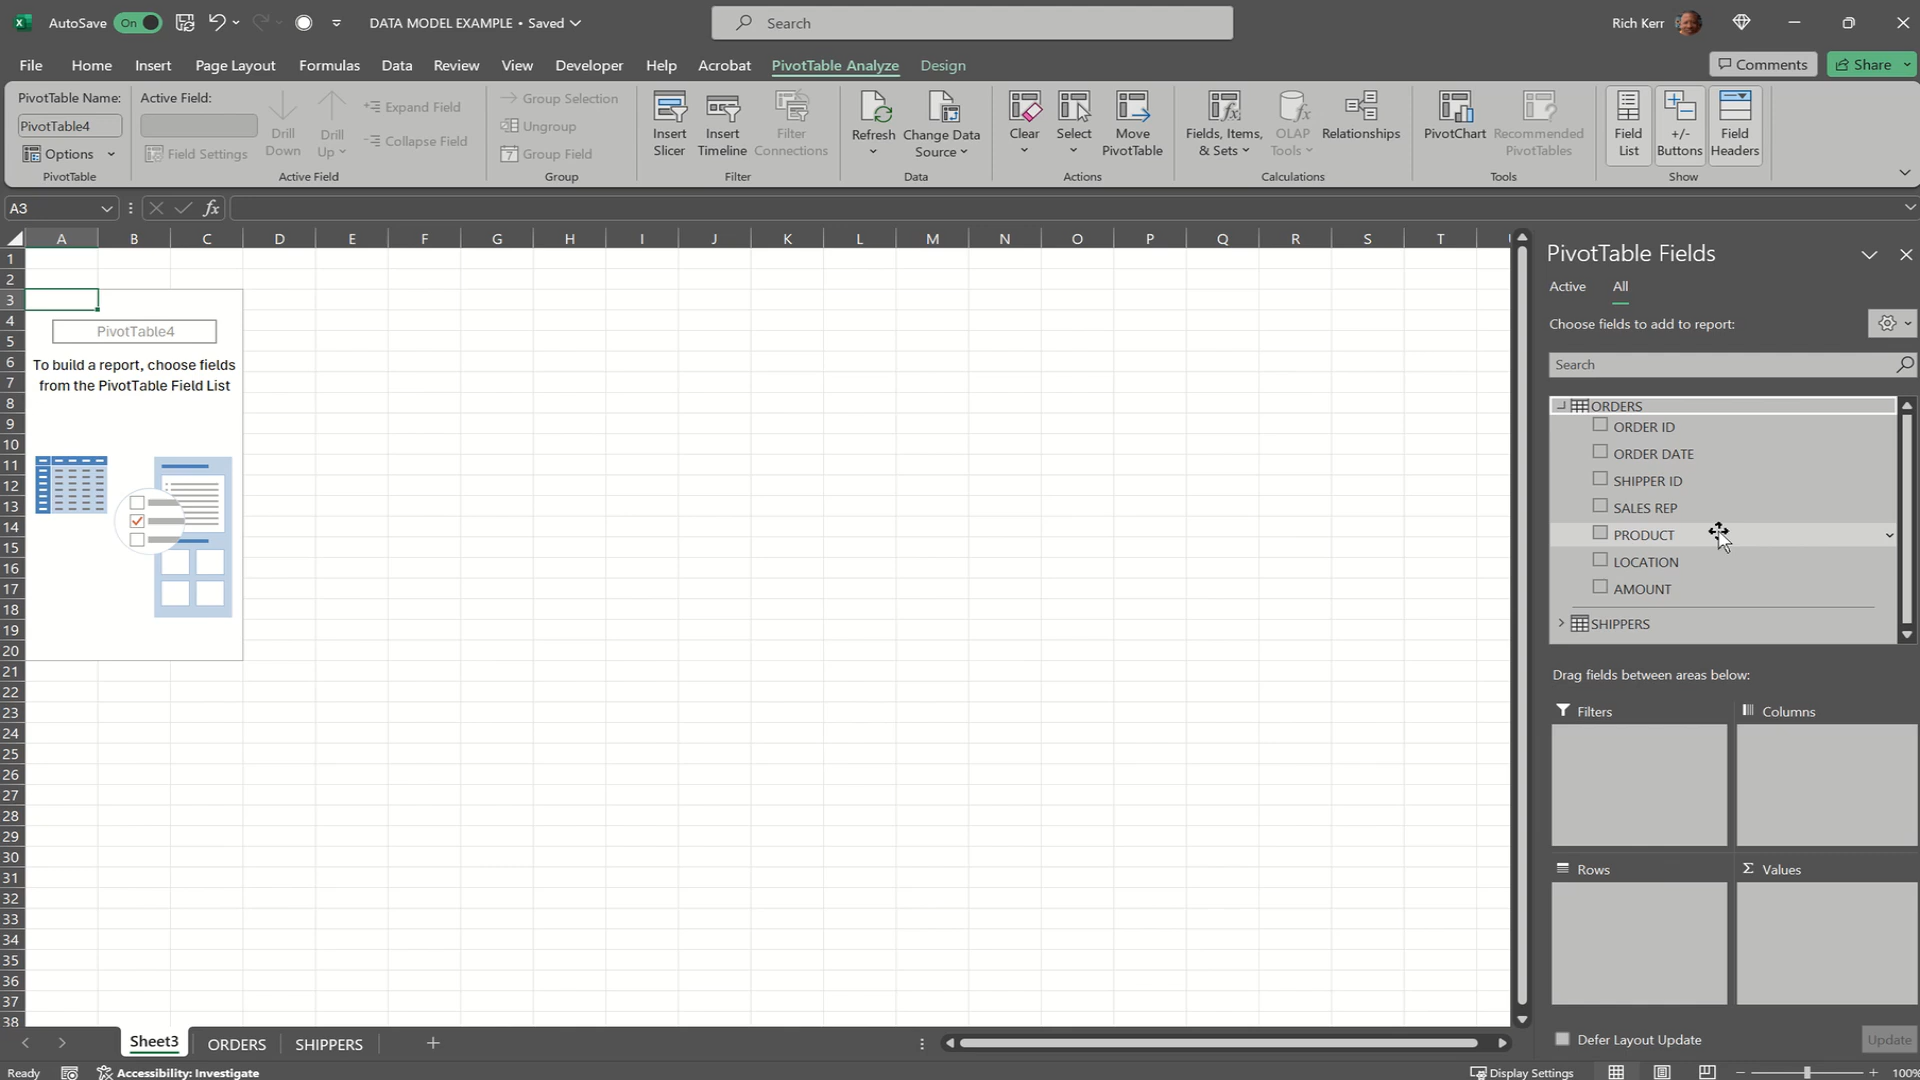 AutoSave On DATA MODEL EXAMPLE • Saved Search Rich Kerr
File Home Insert Page Layout Formulas Data Review View Developer Help Acrobat PivotTable Analyze Design Comments Share
PivotTable Name:
PivotTable4
Options
PivotTable
Active Field:
Field Settings
Drill Down
Drill Up
Expand Field
Collapse Field
Active Field
Group Selection
Ungroup
7 Group Field
Group
Insert Slicer
Insert Timeline
Filter Connections
Filter
Refresh
Change Data Source
Data
Clear
Select
Move PivotTable
Actions
Fields, Items, & Sets
OLAP Tools
Relationships
Calculations
PivotChart
Recommended PivotTables
Tools
Field List
+/- Buttons
Field Headers
Show
A3 fx
A B C D E F G H I J K L M N O P Q R S T
1
2
3
4
5
6
7
8
9
10
11
12
13
14
15
16
17
18
19
20
21
22
23
24
25
26
27
28
29
30
31
32
33
34
35
36
37
38
PivotTable4
To build a report, choose fields
from the PivotTable Field List
PivotTable Fields
Active All
Choose fields to add to report:
Search
ORDERS
ORDER ID
ORDER DATE
SHIPPER ID
SALES REP
PRODUCT
LOCATION
AMOUNT
SHIPPERS
Drag fields between areas below:
Filters Columns
Rows Σ Values
Defer Layout Update Update
Sheet3 ORDERS SHIPPERS +
Ready Accessibility: Investigate Display Settings − + 100%